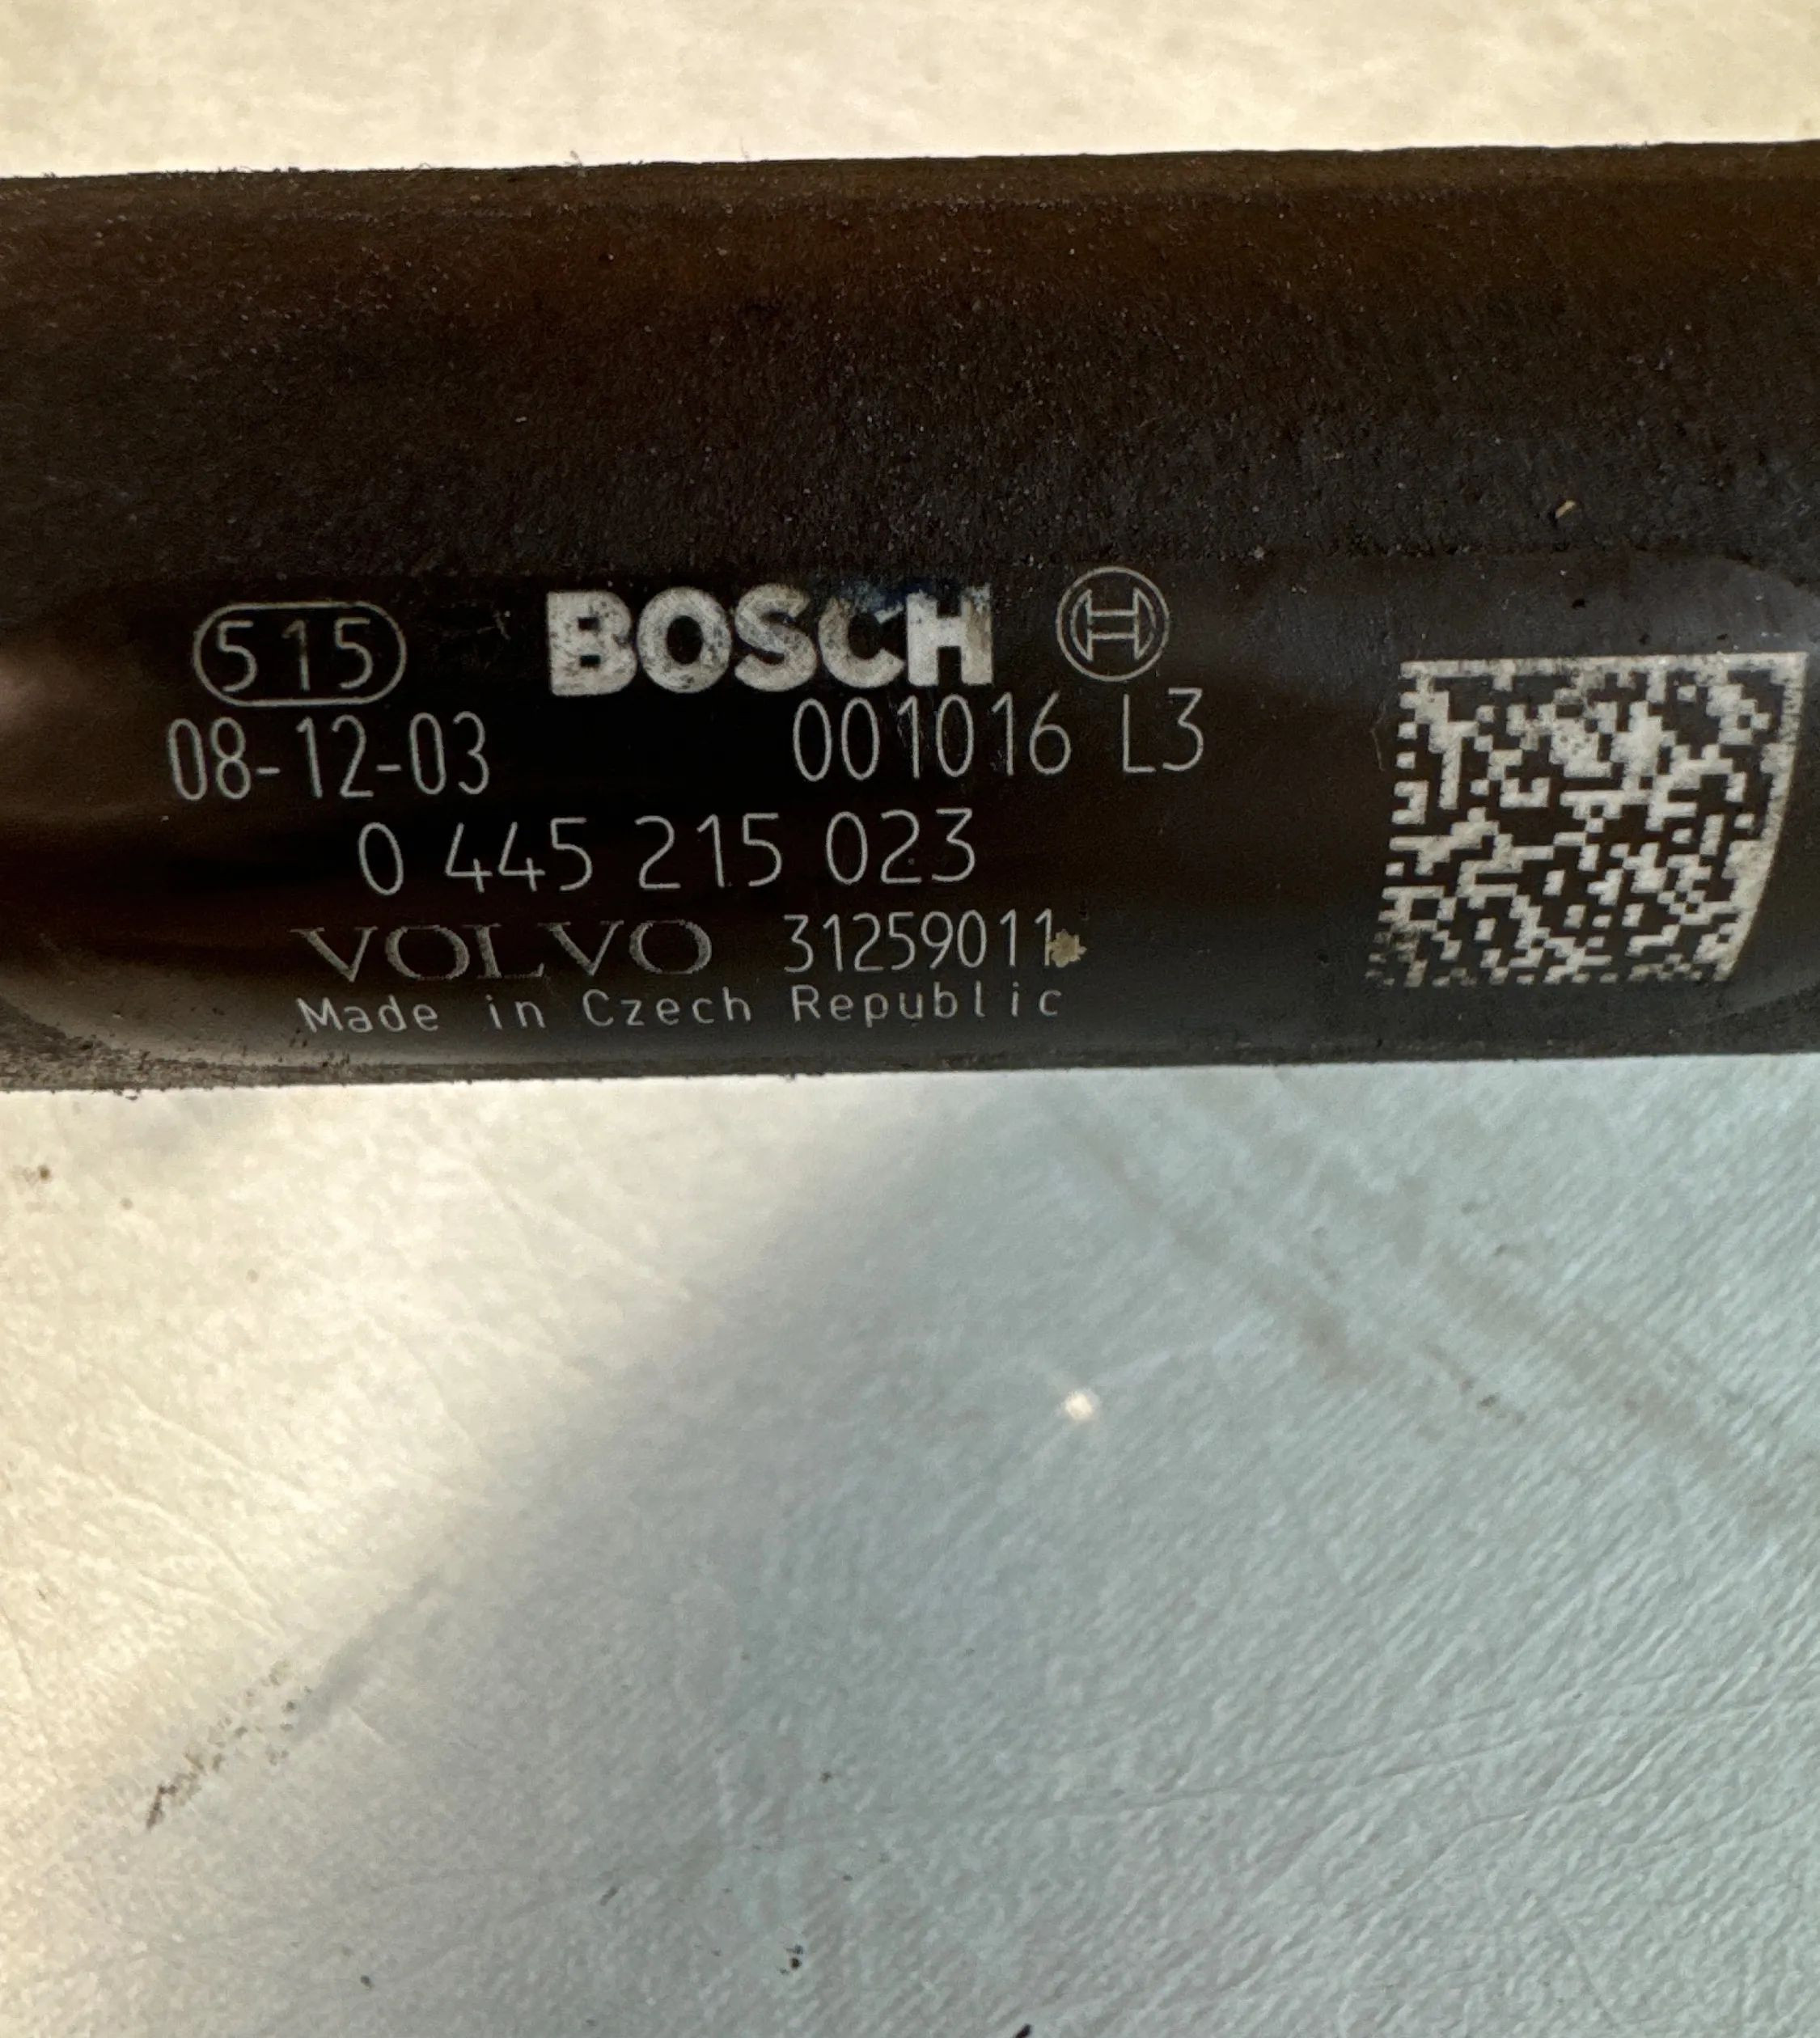 515 BOSCH
08-12-03 001016 L3
0 445 215 023
VOLVO 31259011
Made in Czech Republic